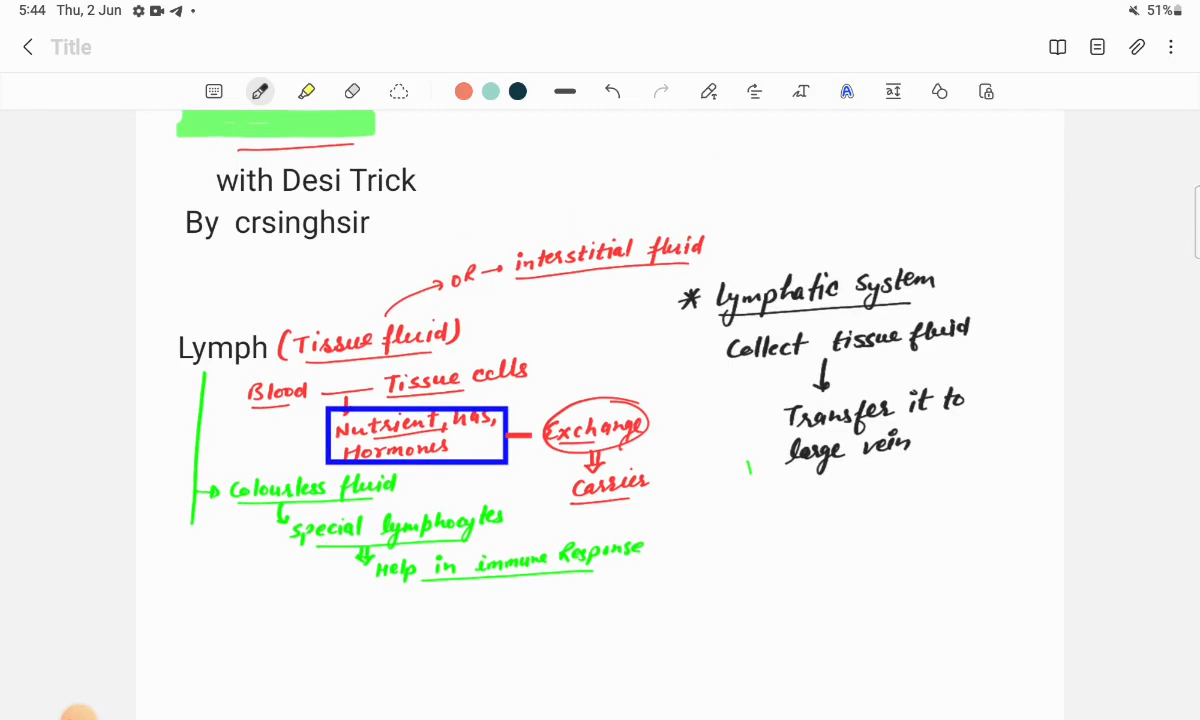 5:44 Thu, 2 Jun
51%
Title
with Desi Trick
By crsinghsir
OR → interstitial fluid
Lymph (Tissue fluid)
Blood — Tissue cells
Nutrient, has,
Hormones
Exchange
Carrier
Colourless fluid
special lymphocytes
Help in immune Response
* Lymphatic system
Collect tissue fluid
Transfer it to
large vein